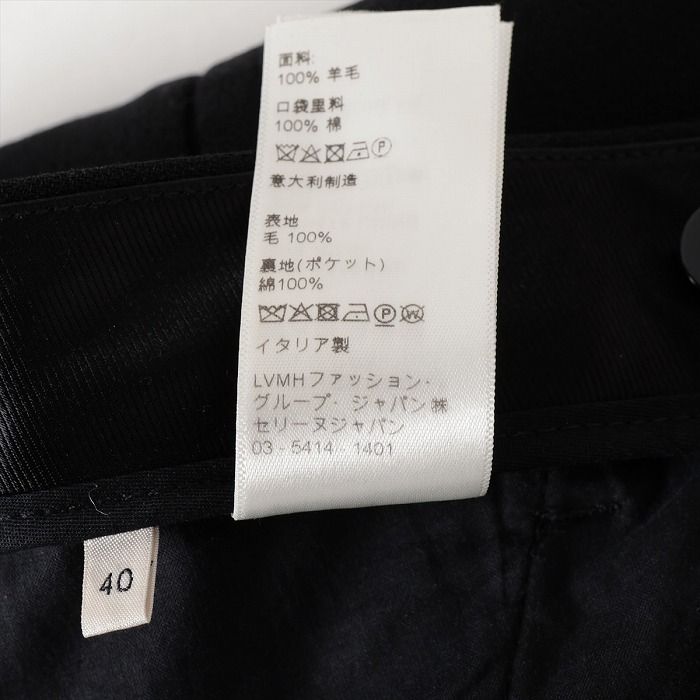 面料:
100% 羊毛
口袋里料
100% 棉
P
意大利制造
表地
毛 100%
裏地(ポケット)
綿100%
P W
イタリア製
LVMHファッション・
グループ・ジャパン㈱
セリーヌジャパン
03 - 5414 - 1401
40